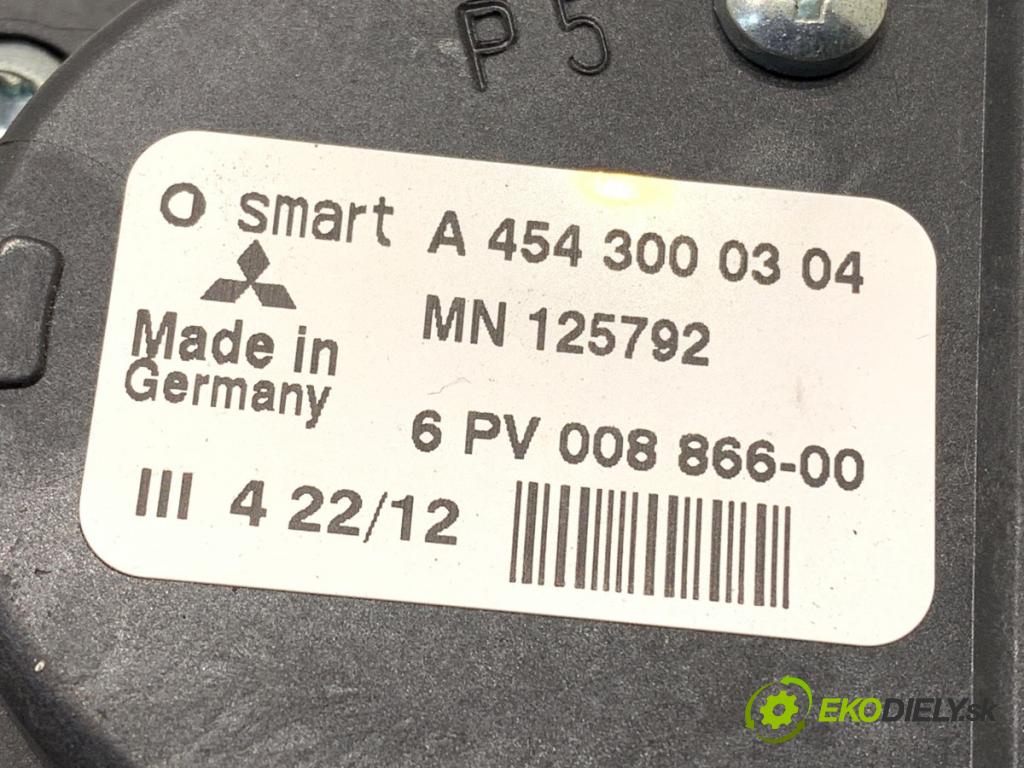 P 5
smart A 454 300 03 04
MN 125792
Made in
Germany
6 PV 008 866-00
III 4 22/12
EKODIELY.sk